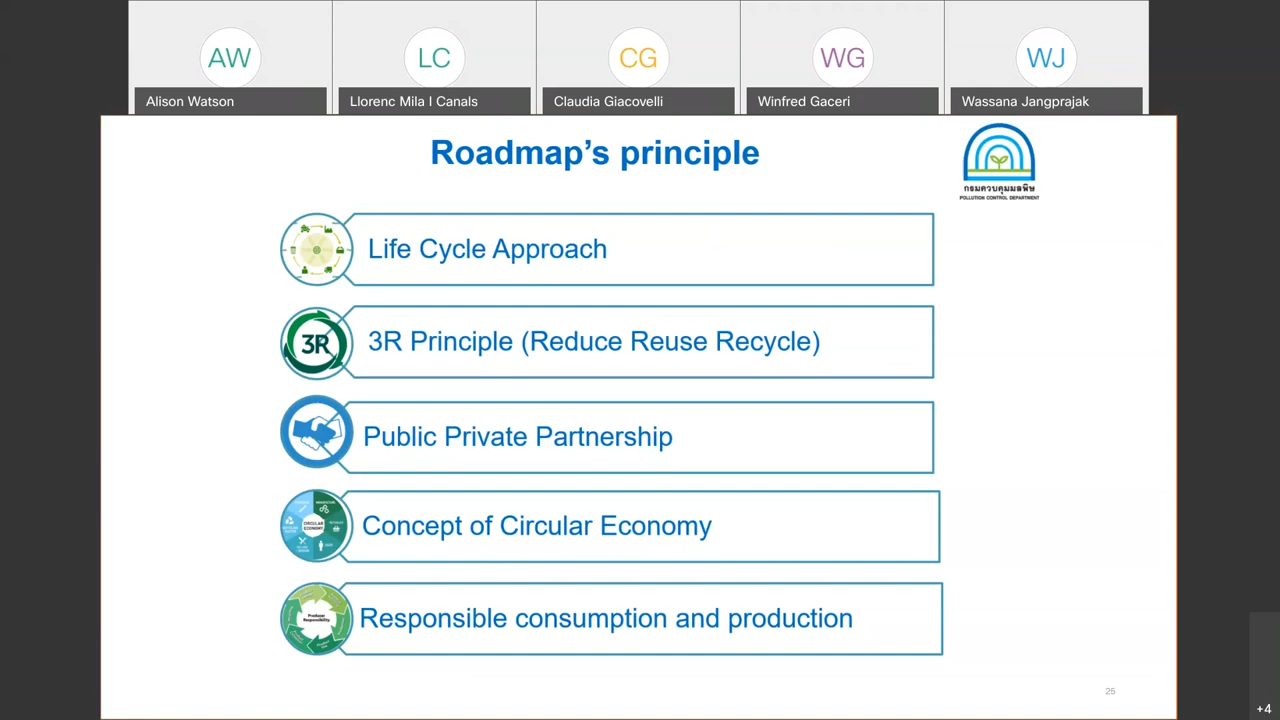 AW
LC
CG
WG
WJ
Alison Watson
Llorenc Mila I Canals
Claudia Giacovelli
Winfred Gaceri
Wassana Jangprajak
Roadmap’s principle
กรมควบคุมมลพิษ
POLLUTION CONTROL DEPARTMENT
Life Cycle Approach
3R
3R Principle (Reduce Reuse Recycle)
Public Private Partnership
CIRCULAR
ECONOMY
Concept of Circular Economy
Producer
Responsibility
Responsible consumption and production
25
+4